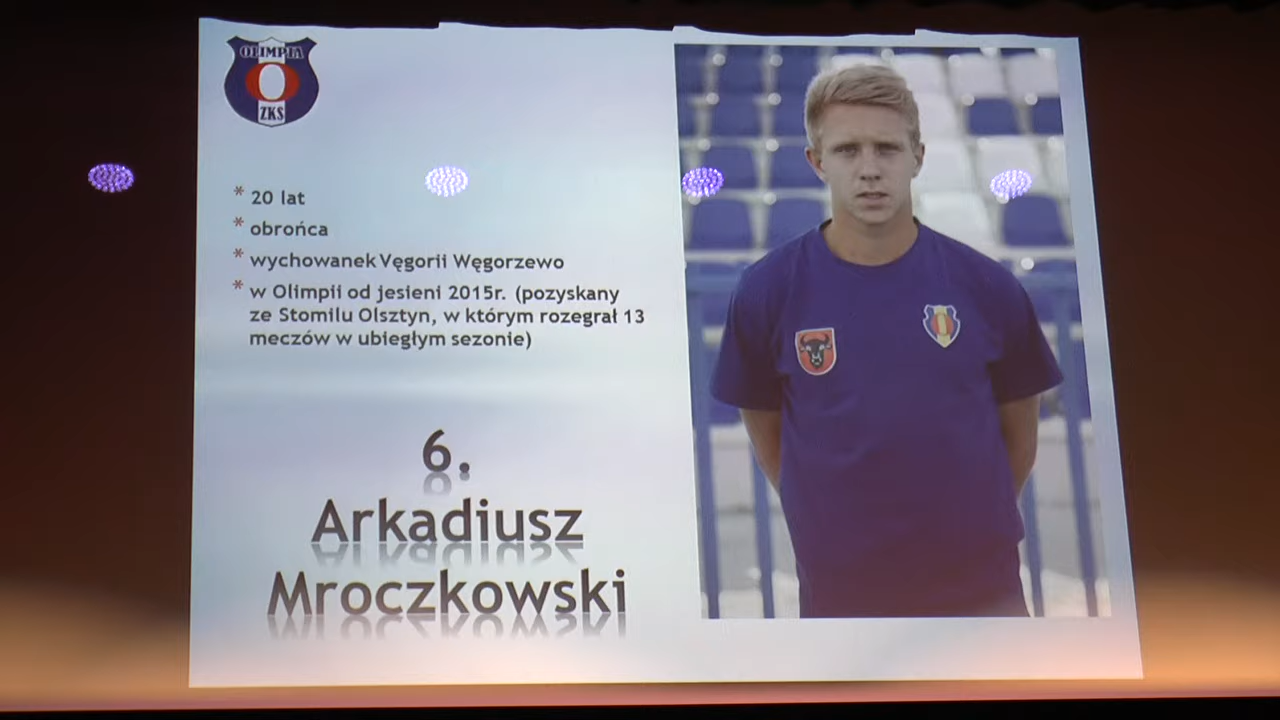 OLIMPIA
ZKS
* 20 lat
* obrońca
* wychowanek Vęgorii Węgorzewo
* w Olimpii od jesieni 2015r. (pozyskany
ze Stomilu Olsztyn, w którym rozegrał 13
meczów w ubiegłym sezonie)
6.
Arkadiusz
Mroczkowski